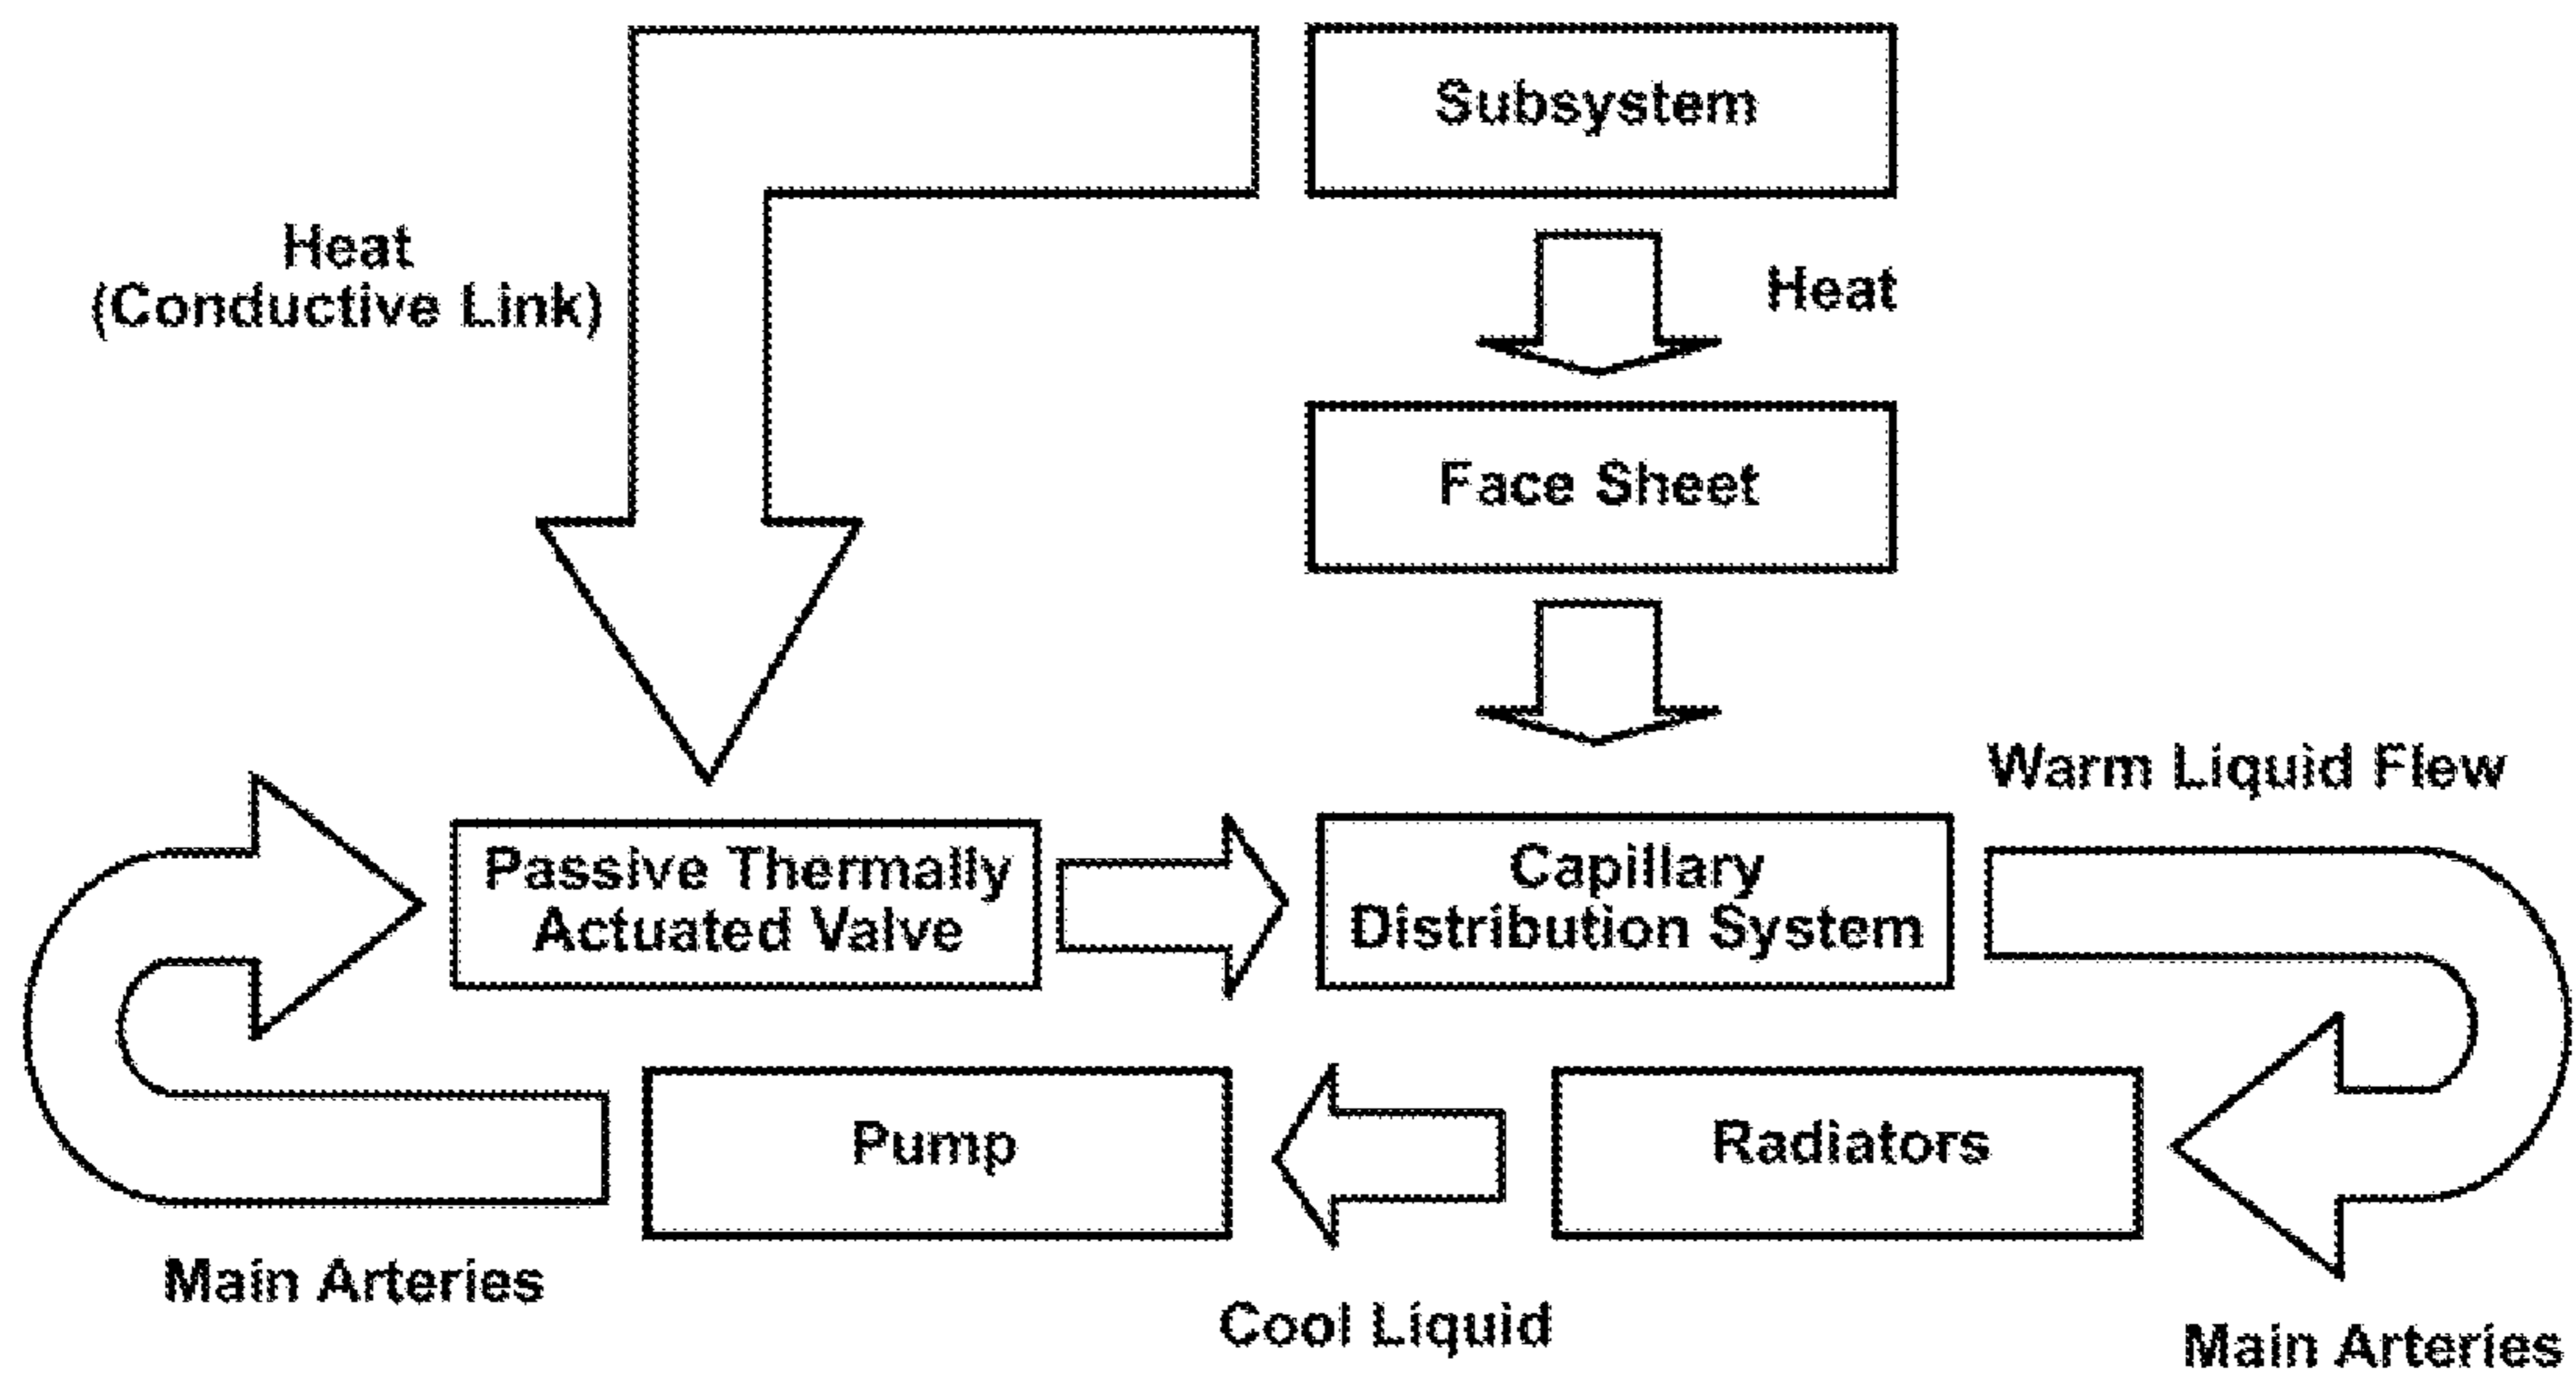 Subsystem
Heat
(Conductive Link)
Heat
Face Sheet
Warm Liquid Flew
Passive Thermally
Actuated Valve
Capillary
Distribution System
Pump
Radiators
Main Arteries
Cool Liquid
Main Arteries